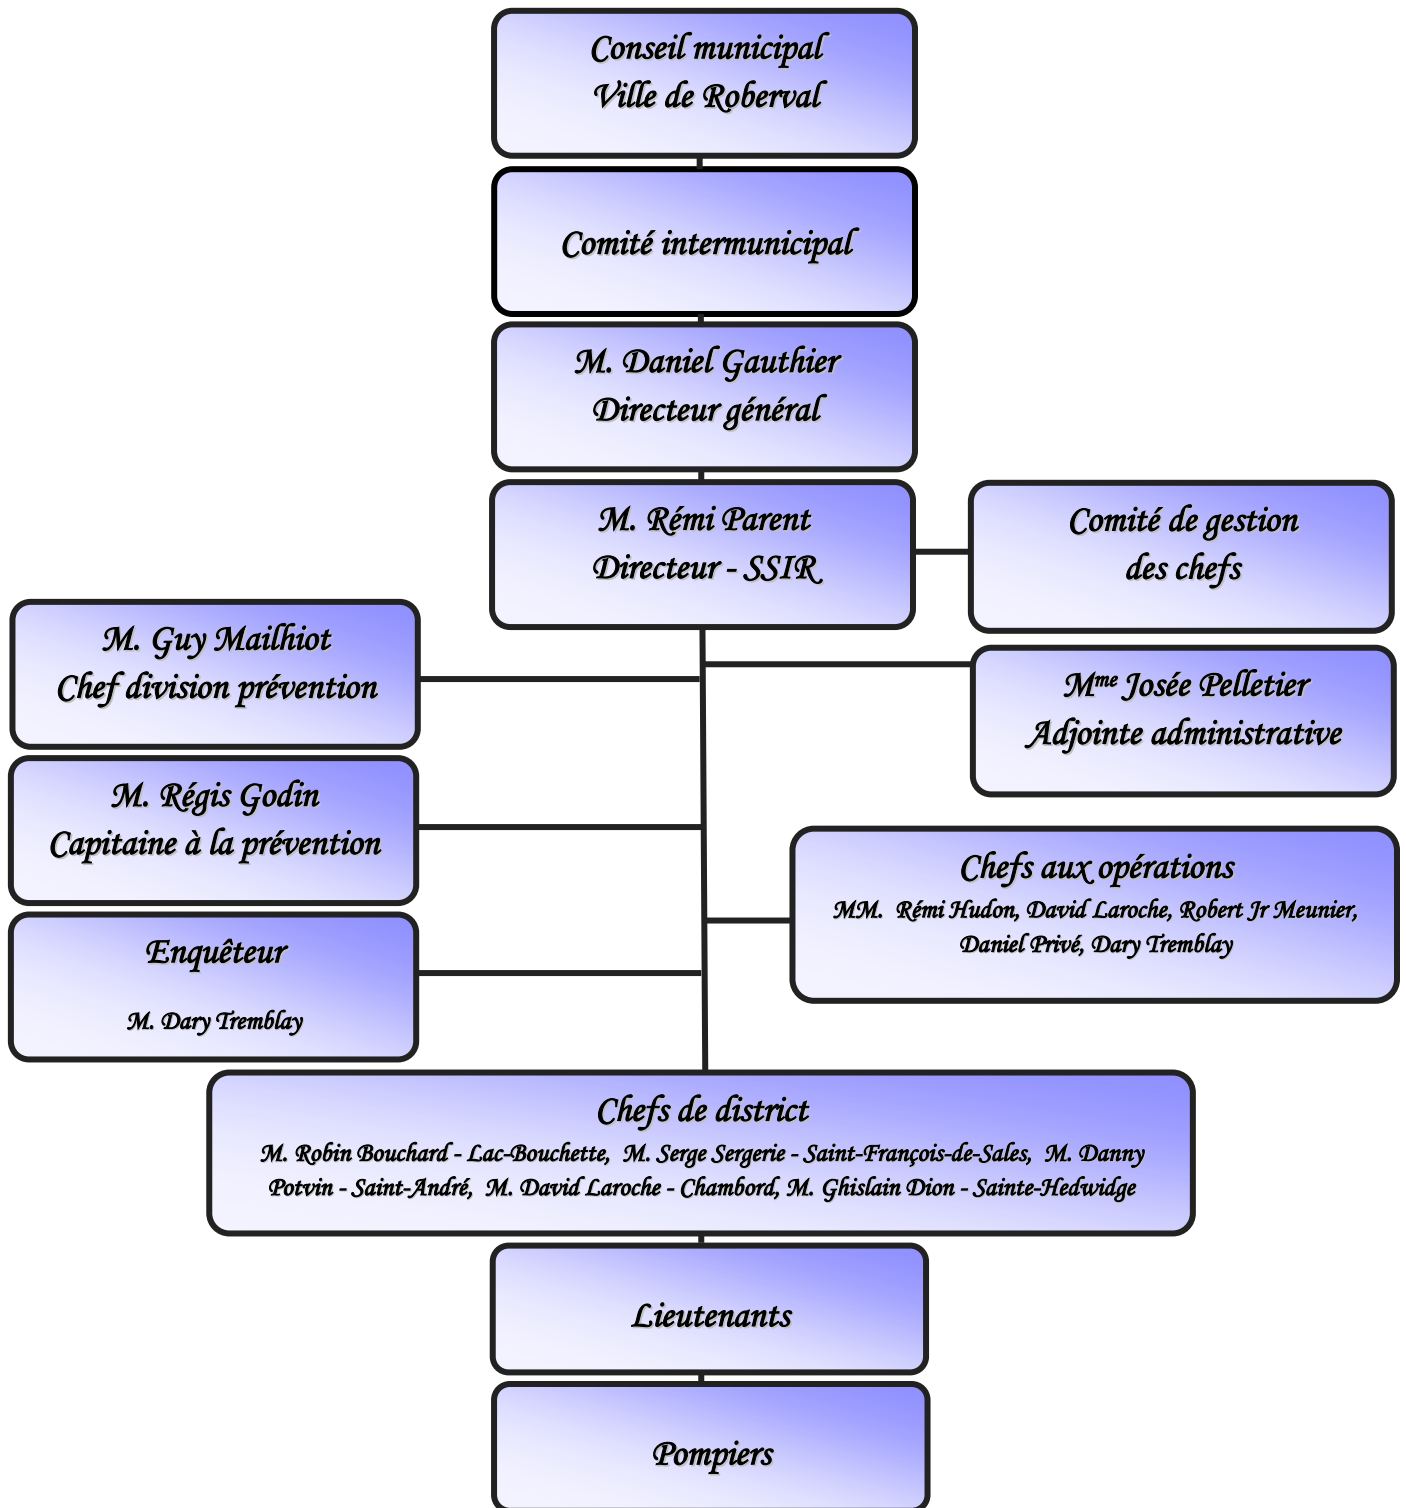 Conseil municipal
Ville de Roberval
Comité intermunicipal
M. Daniel Gauthier
Directeur général
M. Rémi Parent
Directeur - SSIR
Comité de gestion
des chefs
M. Guy Mailhiot
Chef division prévention
Mme Josée Pelletier
Adjointe administrative
M. Régis Godin
Capitaine à la prévention
Chefs aux opérations
MM. Rémi Hudon, David Laroche, Robert Jr Meunier,
Daniel Privé, Dary Tremblay
Enquêteur
M. Dary Tremblay
Chefs de district
M. Robin Bouchard - Lac-Bouchette, M. Serge Sergerie - Saint-François-de-Sales, M. Danny
Potvin - Saint-André, M. David Laroche - Chambord, M. Ghislain Dion - Sainte-Hedwidge
Lieutenants
Pompiers